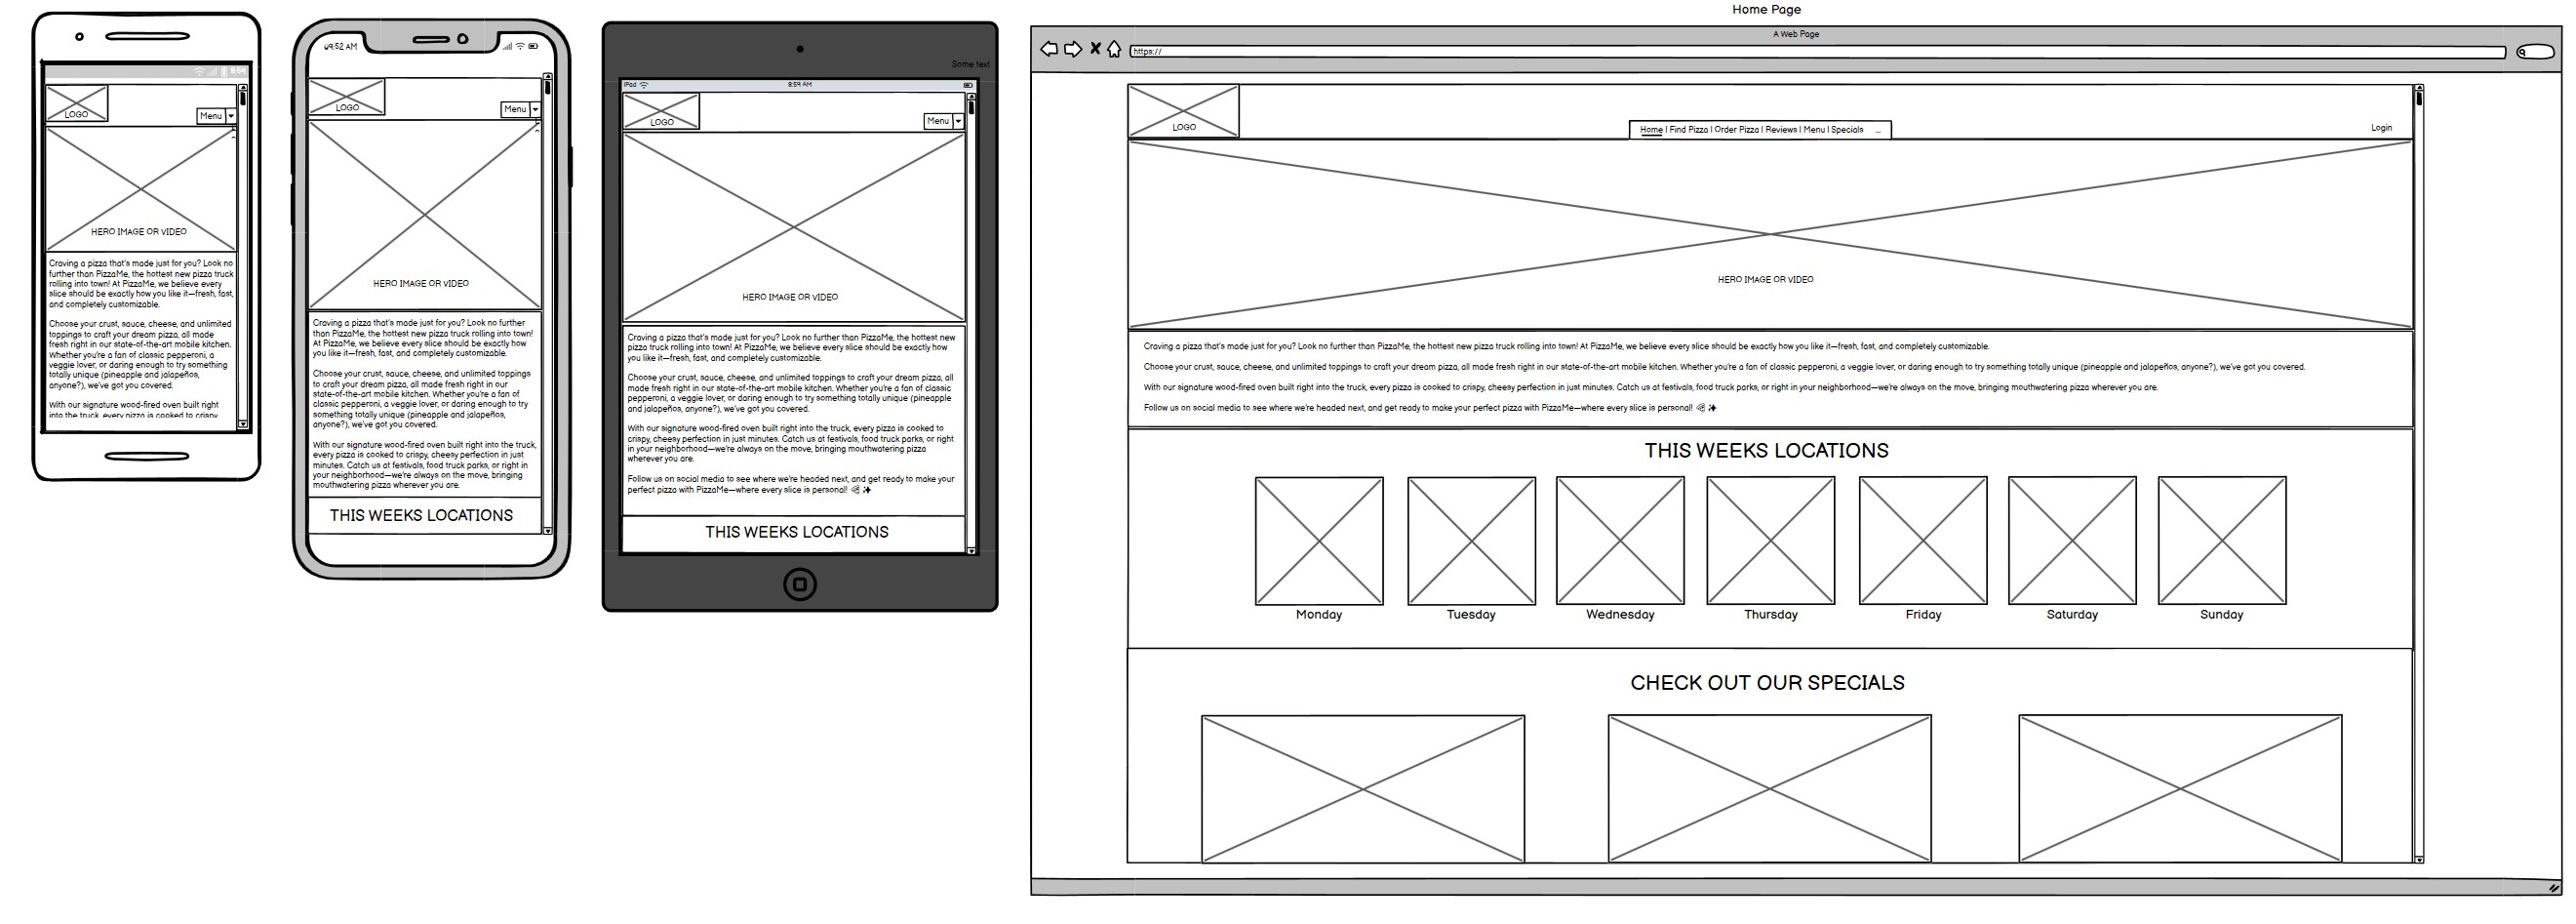 8:54
LOGO
Menu
HERO IMAGE OR VIDEO
Craving a pizza that's made just for you? Look no
further than PizzaMe, the hottest new pizza truck
rolling into town! At PizzaMe, we believe every
slice should be exactly how you like it—fresh, fast,
and completely customizable.
Choose your crust, sauce, cheese, and unlimited
toppings to craft your dream pizza, all made
fresh right in our state-of-the-art mobile kitchen.
Whether you're a fan of classic pepperoni, a
veggie lover, or daring enough to try something
totally unique (pineapple and jalapeños,
anyone?), we've got you covered.
With our signature wood-fired oven built right
into the truck, every pizza is cooked to crispy,
09:52 AM
LOGO
Menu
HERO IMAGE OR VIDEO
Craving a pizza that's made just for you? Look no further
than PizzaMe, the hottest new pizza truck rolling into town!
At PizzaMe, we believe every slice should be exactly how
you like it—fresh, fast, and completely customizable.
Choose your crust, sauce, cheese, and unlimited toppings
to craft your dream pizza, all made fresh right in our
state-of-the-art mobile kitchen. Whether you're a fan of
classic pepperoni, a veggie lover, or daring enough to try
something totally unique (pineapple and jalapeños,
anyone?), we've got you covered.
With our signature wood-fired oven built right into the truck,
every pizza is cooked to crispy, cheesy perfection in just
minutes. Catch us at festivals, food truck parks, or right in
your neighborhood—we're always on the move, bringing
mouthwatering pizza wherever you are.
THIS WEEKS LOCATIONS
Some text
iPad
8:59 AM
LOGO
Menu
HERO IMAGE OR VIDEO
Craving a pizza that's made just for you? Look no further than PizzaMe, the hottest new
pizza truck rolling into town! At PizzaMe, we believe every slice should be exactly how
you like it—fresh, fast, and completely customizable.
Choose your crust, sauce, cheese, and unlimited toppings to craft your dream pizza, all
made fresh right in our state-of-the-art mobile kitchen. Whether you're a fan of classic
pepperoni, a veggie lover, or daring enough to try something totally unique (pineapple
and jalapeños, anyone?), we've got you covered.
With our signature wood-fired oven built right into the truck, every pizza is cooked to
crispy, cheesy perfection in just minutes. Catch us at festivals, food truck parks, or right
in your neighborhood—we're always on the move, bringing mouthwatering pizza
wherever you are.
Follow us on social media to see where we're headed next, and get ready to make your
perfect pizza with PizzaMe—where every slice is personal! 🍕✨
THIS WEEKS LOCATIONS
Home Page
A Web Page
https://
LOGO
Home | Find Pizza | Order Pizza | Reviews | Menu | Specials ...
Login
HERO IMAGE OR VIDEO
Craving a pizza that's made just for you? Look no further than PizzaMe, the hottest new pizza truck rolling into town! At PizzaMe, we believe every slice should be exactly how you like it—fresh, fast, and completely customizable.
Choose your crust, sauce, cheese, and unlimited toppings to craft your dream pizza, all made fresh right in our state-of-the-art mobile kitchen. Whether you're a fan of classic pepperoni, a veggie lover, or daring enough to try something totally unique (pineapple and jalapeños, anyone?), we've got you covered.
With our signature wood-fired oven built right into the truck, every pizza is cooked to crispy, cheesy perfection in just minutes. Catch us at festivals, food truck parks, or right in your neighborhood—we're always on the move, bringing mouthwatering pizza wherever you are.
Follow us on social media to see where we're headed next, and get ready to make your perfect pizza with PizzaMe—where every slice is personal! 🍕✨
THIS WEEKS LOCATIONS
Monday
Tuesday
Wednesday
Thursday
Friday
Saturday
Sunday
CHECK OUT OUR SPECIALS